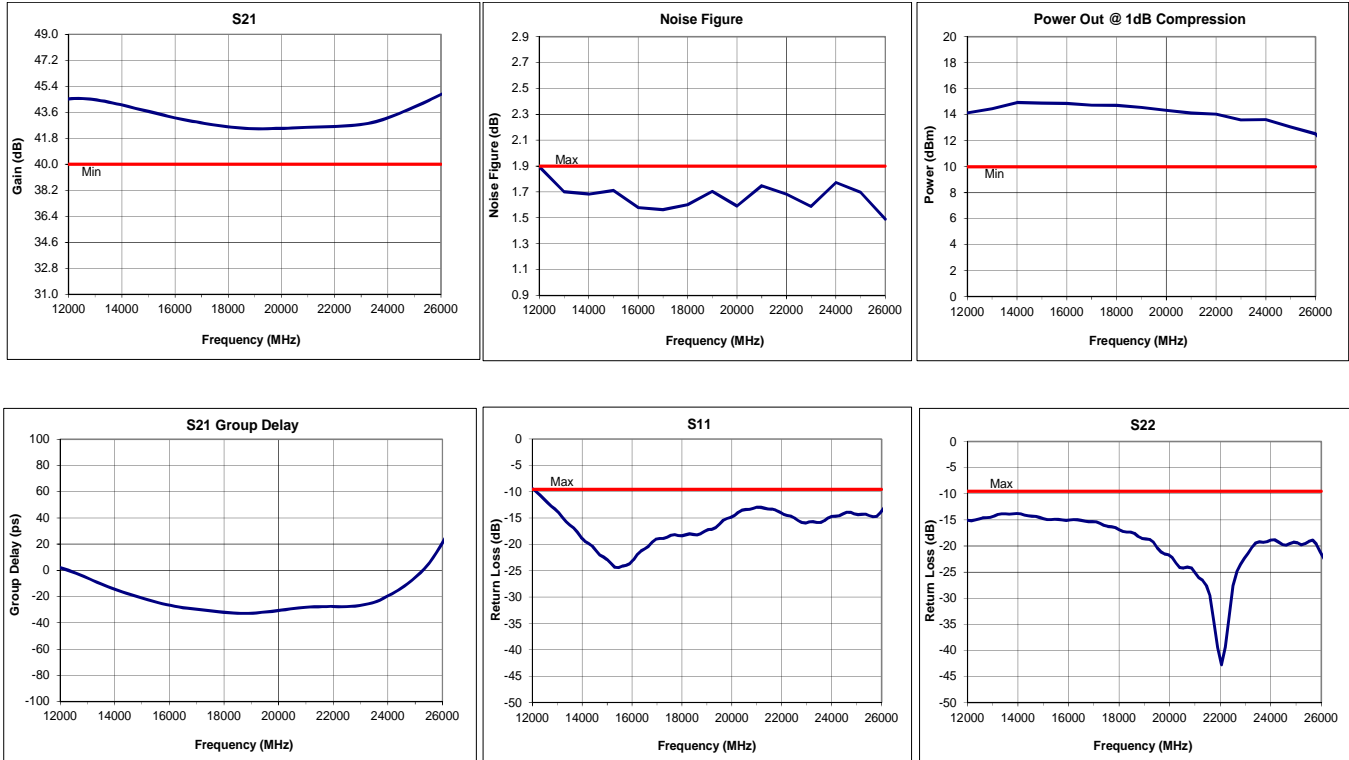 S21
49.0
47.2
45.4
43.6
41.8
40.0
38.2
36.4
34.6
32.8
31.0
Gain (dB)
Min
12000 14000 16000 18000 20000 22000 24000 26000
Frequency (MHz)
Noise Figure
2.9
2.7
2.5
2.3
2.1
1.9
1.7
1.5
1.3
1.1
0.9
Noise Figure (dB)
Max
12000 14000 16000 18000 20000 22000 24000 26000
Frequency (MHz)
Power Out @ 1dB Compression
20
18
16
14
12
10
8
6
4
2
0
Power (dBm)
Min
12000 14000 16000 18000 20000 22000 24000 26000
Frequency (MHz)
S21 Group Delay
100
80
60
40
20
0
-20
-40
-60
-80
-100
Group Delay (ps)
12000 14000 16000 18000 20000 22000 24000 26000
Frequency (MHz)
S11
0
-5
-10
-15
-20
-25
-30
-35
-40
-45
-50
Return Loss (dB)
Max
12000 14000 16000 18000 20000 22000 24000 26000
Frequency (MHz)
S22
0
-5
-10
-15
-20
-25
-30
-35
-40
-45
-50
Return Loss (dB)
Max
12000 14000 16000 18000 20000 22000 24000 26000
Frequency (MHz)